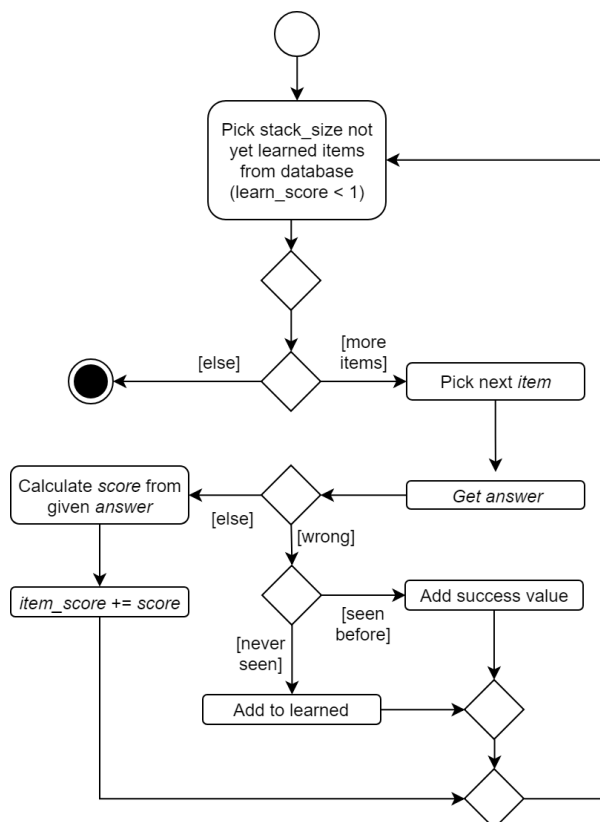 Pick stack_size not
yet learned items
from database
(learn_score < 1)
[else]
[more
items]
Pick next item
Calculate score from
given answer
[else]
Get answer
[wrong]
item_score += score
[seen
before]
Add success value
[never
seen]
Add to learned